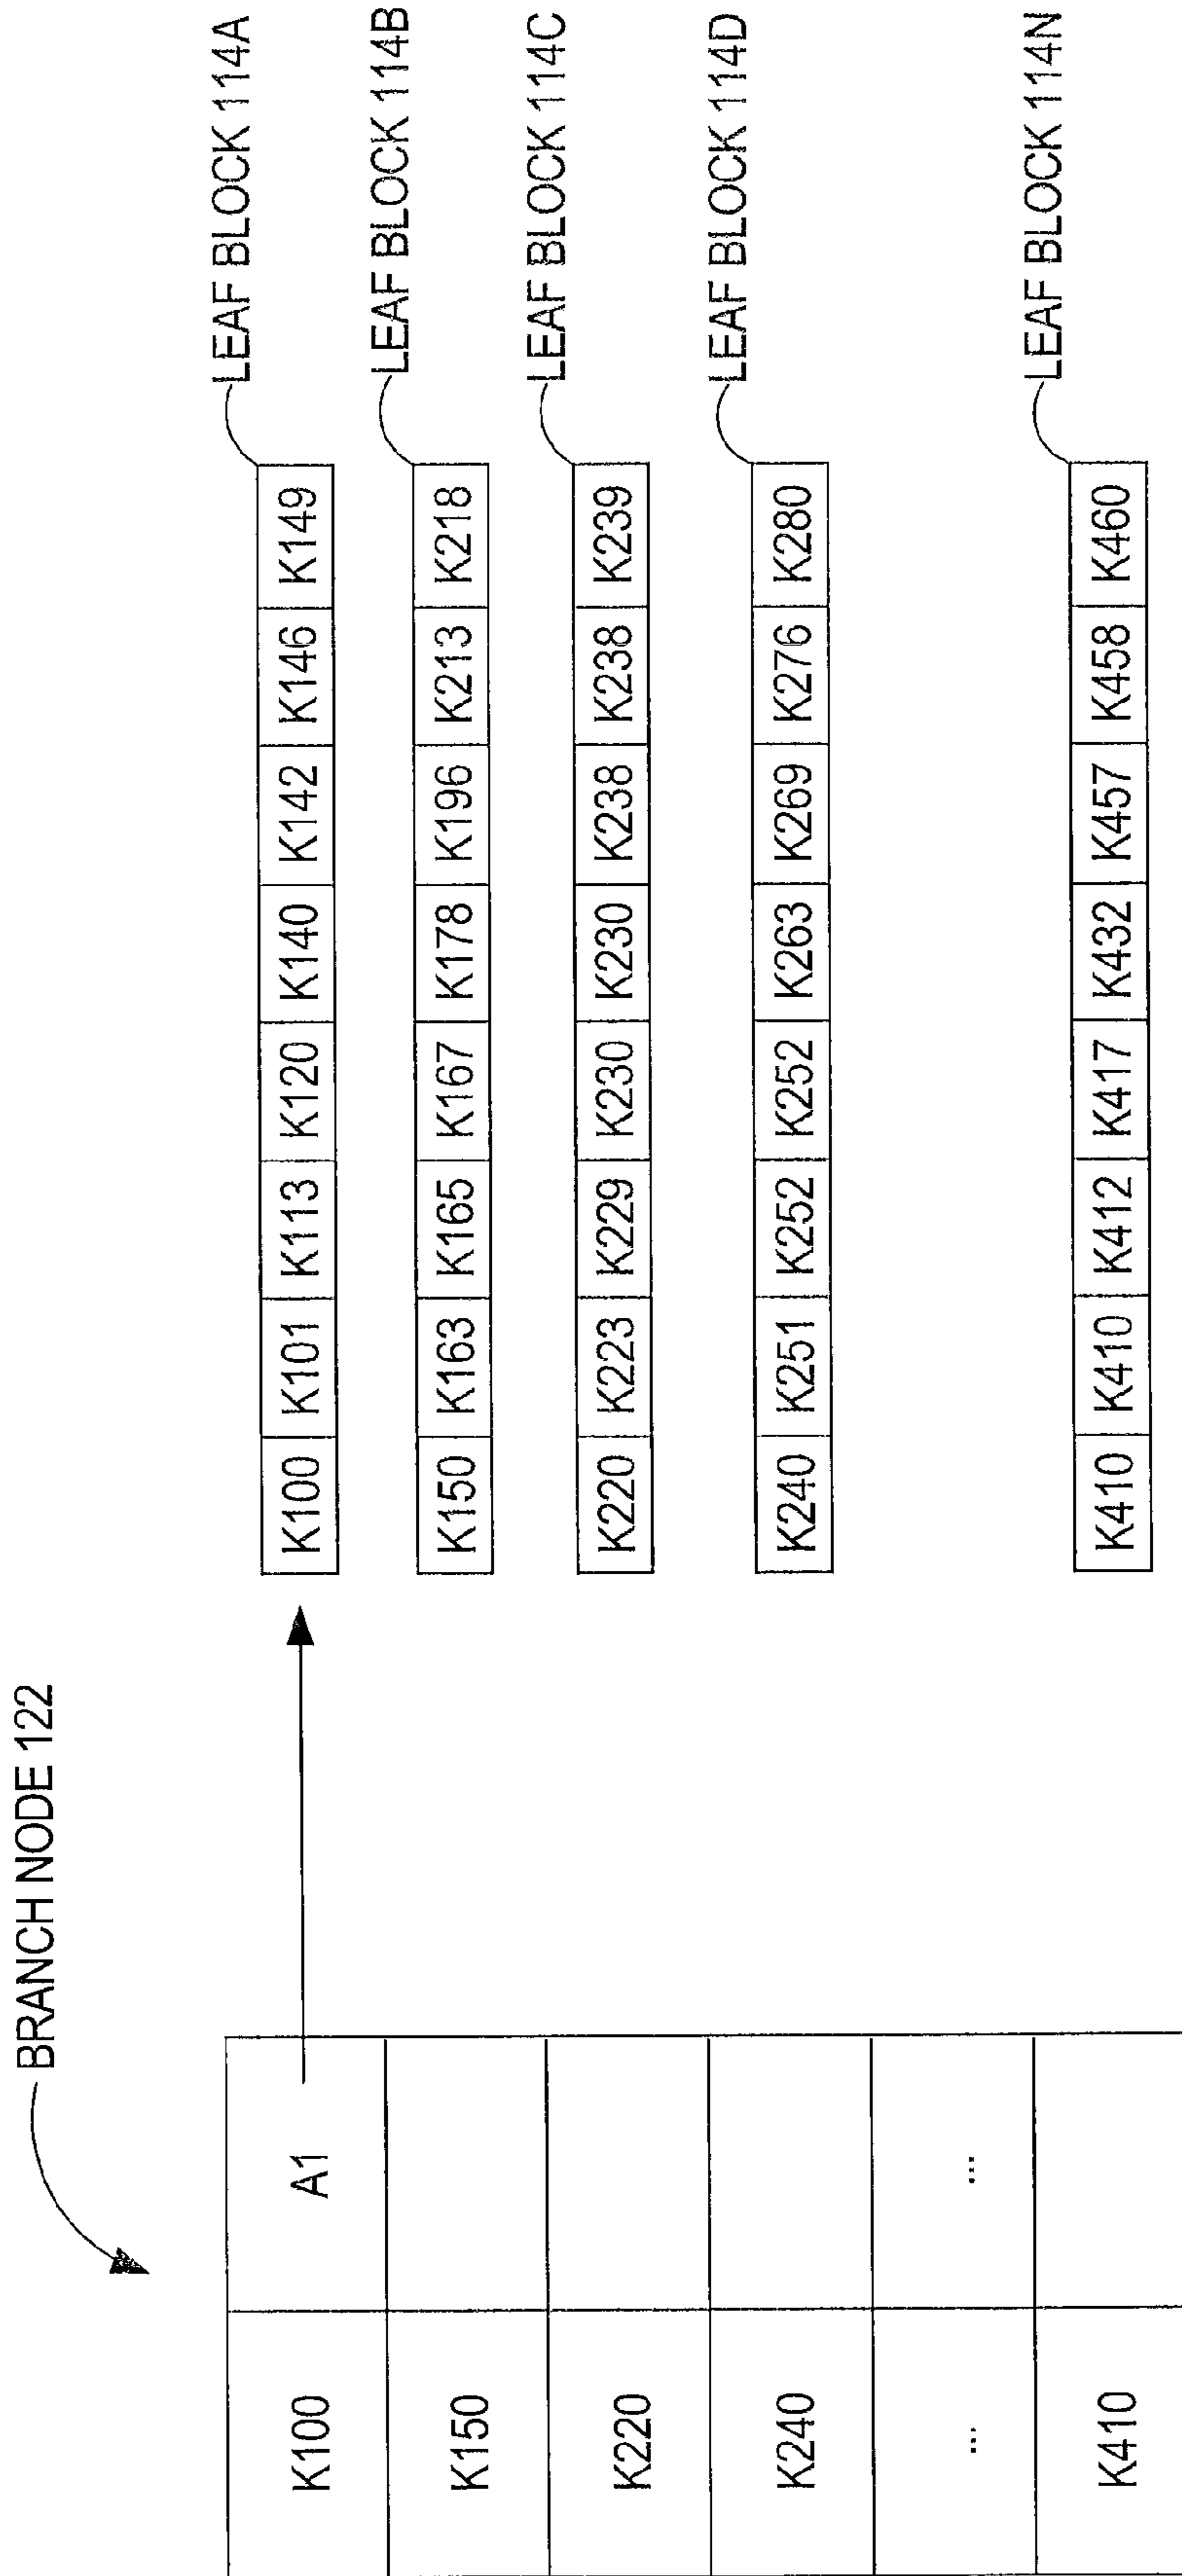 BRANCH NODE 122
K100 A1
K150
K220
K240
... ...
K410
K100 K101 K113 K120 K140 K142 K146 K149
LEAF BLOCK 114A
K150 K163 K165 K167 K178 K196 K213 K218
LEAF BLOCK 114B
K220 K223 K229 K230 K230 K238 K238 K239
LEAF BLOCK 114C
K240 K251 K252 K252 K263 K269 K276 K280
LEAF BLOCK 114D
K410 K410 K412 K417 K432 K457 K458 K460
LEAF BLOCK 114N